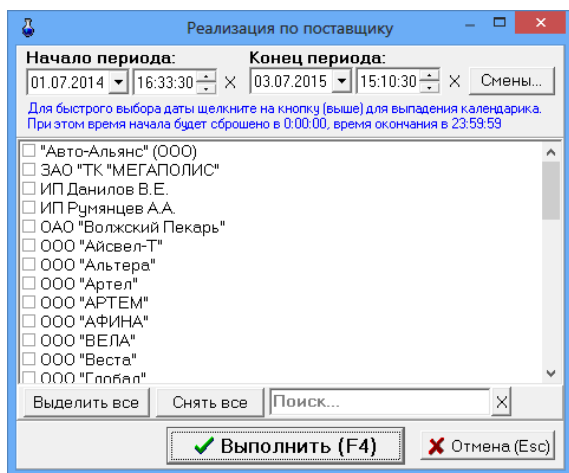 Реализация по поставщику
Начало периода: Конец периода:
01.07.2014 16:33:30 X 03.07.2015 15:10:30 X Смены...
Для быстрого выбора даты щелкните на кнопку (выше) для выпадения календарика.
При этом время начала будет сброшено в 0:00:00, время окончания в 23:59:59
"Авто-Альянс" (ООО)
ЗАО "ТК "МЕГАПОЛИС"
ИП Данилов В.Е.
ИП Румянцев А.А.
ОАО "Волжский Пекарь"
ООО "Айсвел-Т"
ООО "Альтера"
ООО "Артел"
ООО "АРТЕМ"
ООО "АФИНА"
ООО "ВЕЛА"
ООО "Веста"
ООО "Глобал"
Выделить все Снять все Поиск... X
Выполнить (F4) Отмена (Esc)